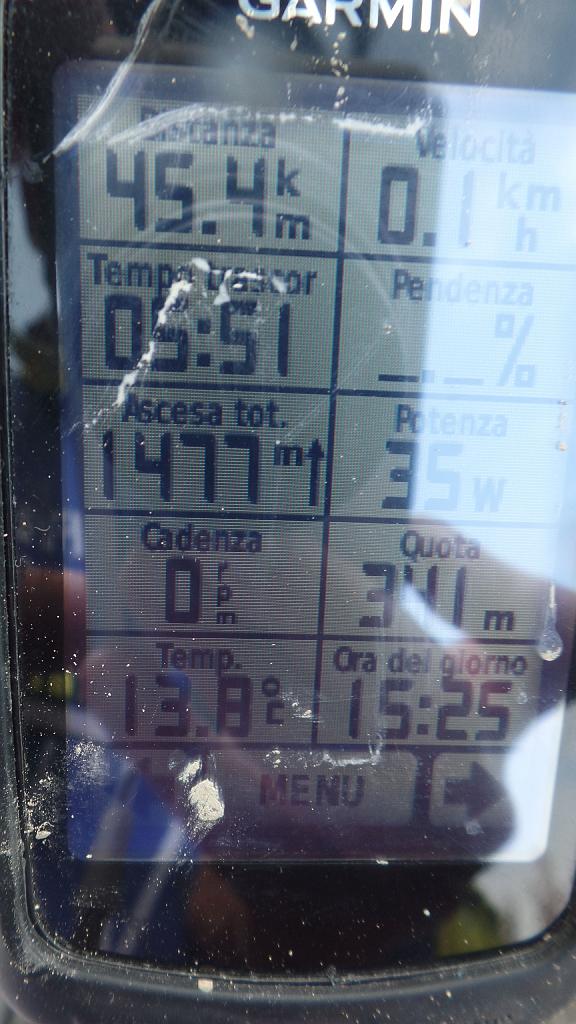 GARMIN
Distanza Velocità
45.4 km 0.1 km h
Tempo trascor Pendenza
05:51 _._%
Ascesa tot. Potenza
1477 m 35 W
Cadenza Quota
0 rpm 341 m
Temp. Ora del giorno
13.8 °C 15:25
MENU